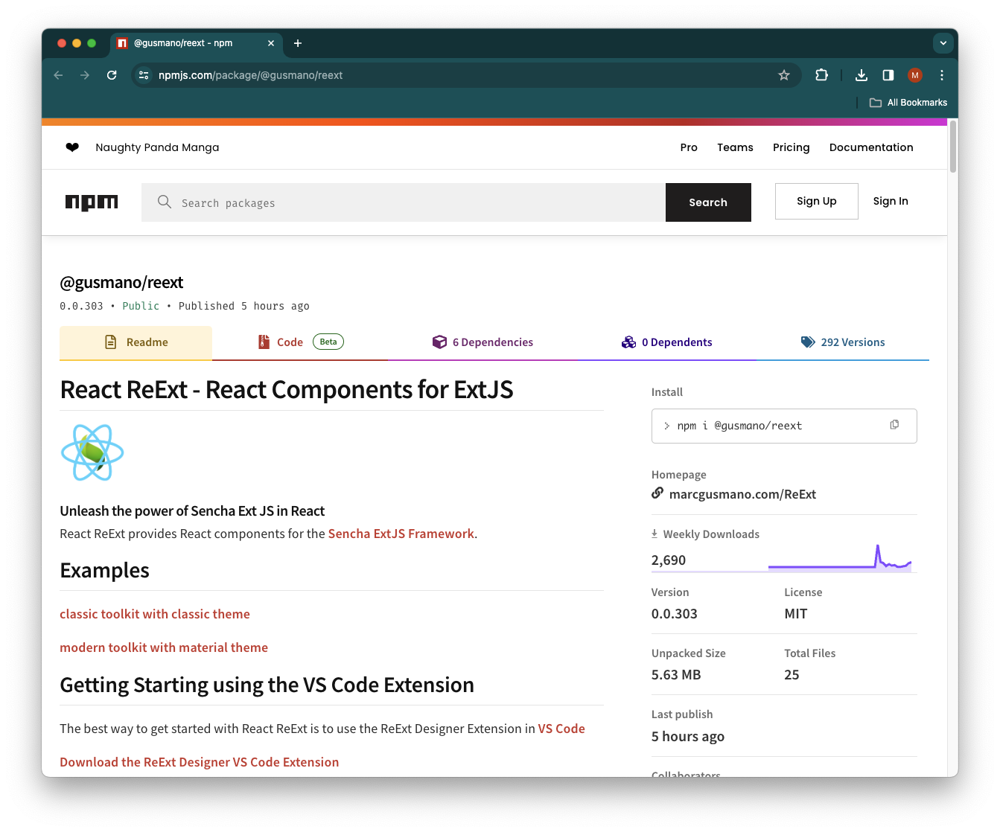 @gusmano/reext - npm
npmjs.com/package/@gusmano/reext
M
All Bookmarks
❤ Naughty Panda Manga
Pro Teams Pricing Documentation
npm
Search packages
Search
Sign Up
Sign In
@gusmano/reext
0.0.303 • Public • Published 5 hours ago
Readme
Code Beta
6 Dependencies
0 Dependents
292 Versions
React ReExt - React Components for ExtJS
Unleash the power of Sencha Ext JS in React
React ReExt provides React components for the Sencha ExtJS Framework.
Examples
classic toolkit with classic theme
modern toolkit with material theme
Getting Starting using the VS Code Extension
The best way to get started with React ReExt is to use the ReExt Designer Extension in VS Code
Download the ReExt Designer VS Code Extension
Install
> npm i @gusmano/reext
Homepage
marcgusmano.com/ReExt
Weekly Downloads
2,690
Version
0.0.303
License
MIT
Unpacked Size
5.63 MB
Total Files
25
Last publish
5 hours ago
Collaborators